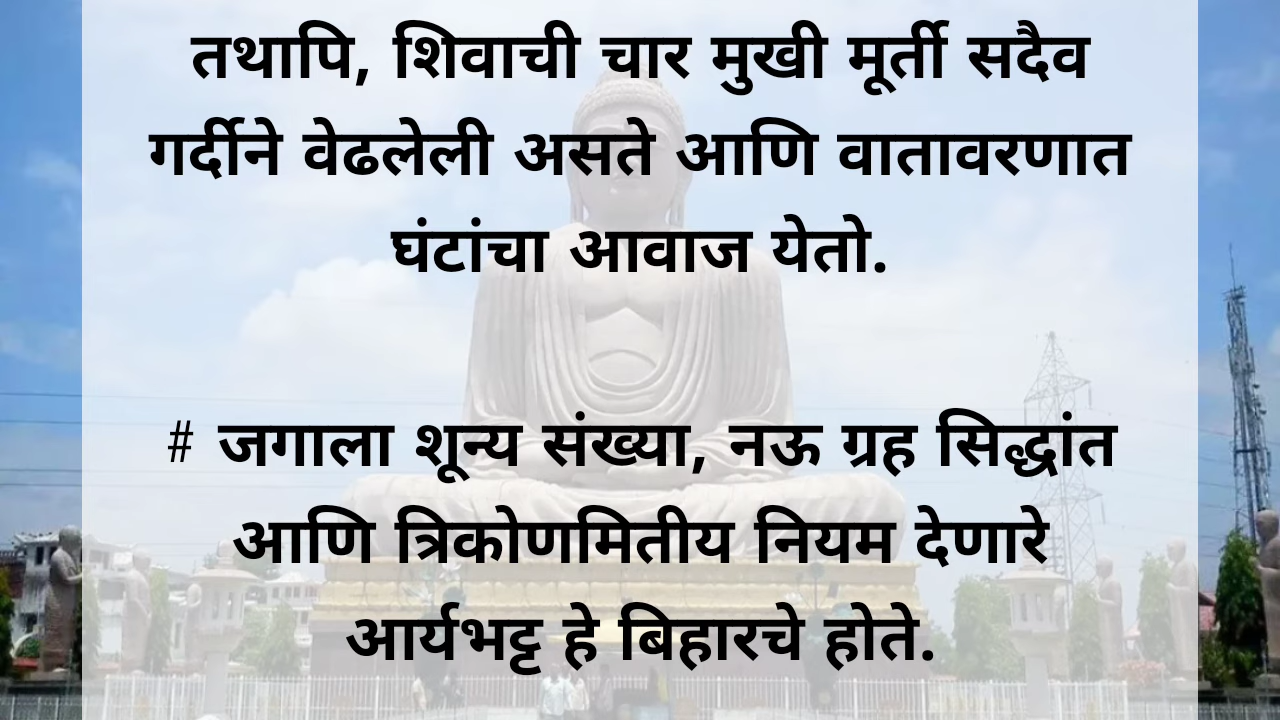 तथापि, शिवाची चार मुखी मूर्ती सदैव
गर्दीने वेढलेली असते आणि वातावरणात
घंटांचा आवाज येतो.
# जगाला शून्य संख्या, नऊ ग्रह सिद्धांत
आणि त्रिकोणमितीय नियम देणारे
आर्यभट्ट हे बिहारचे होते.